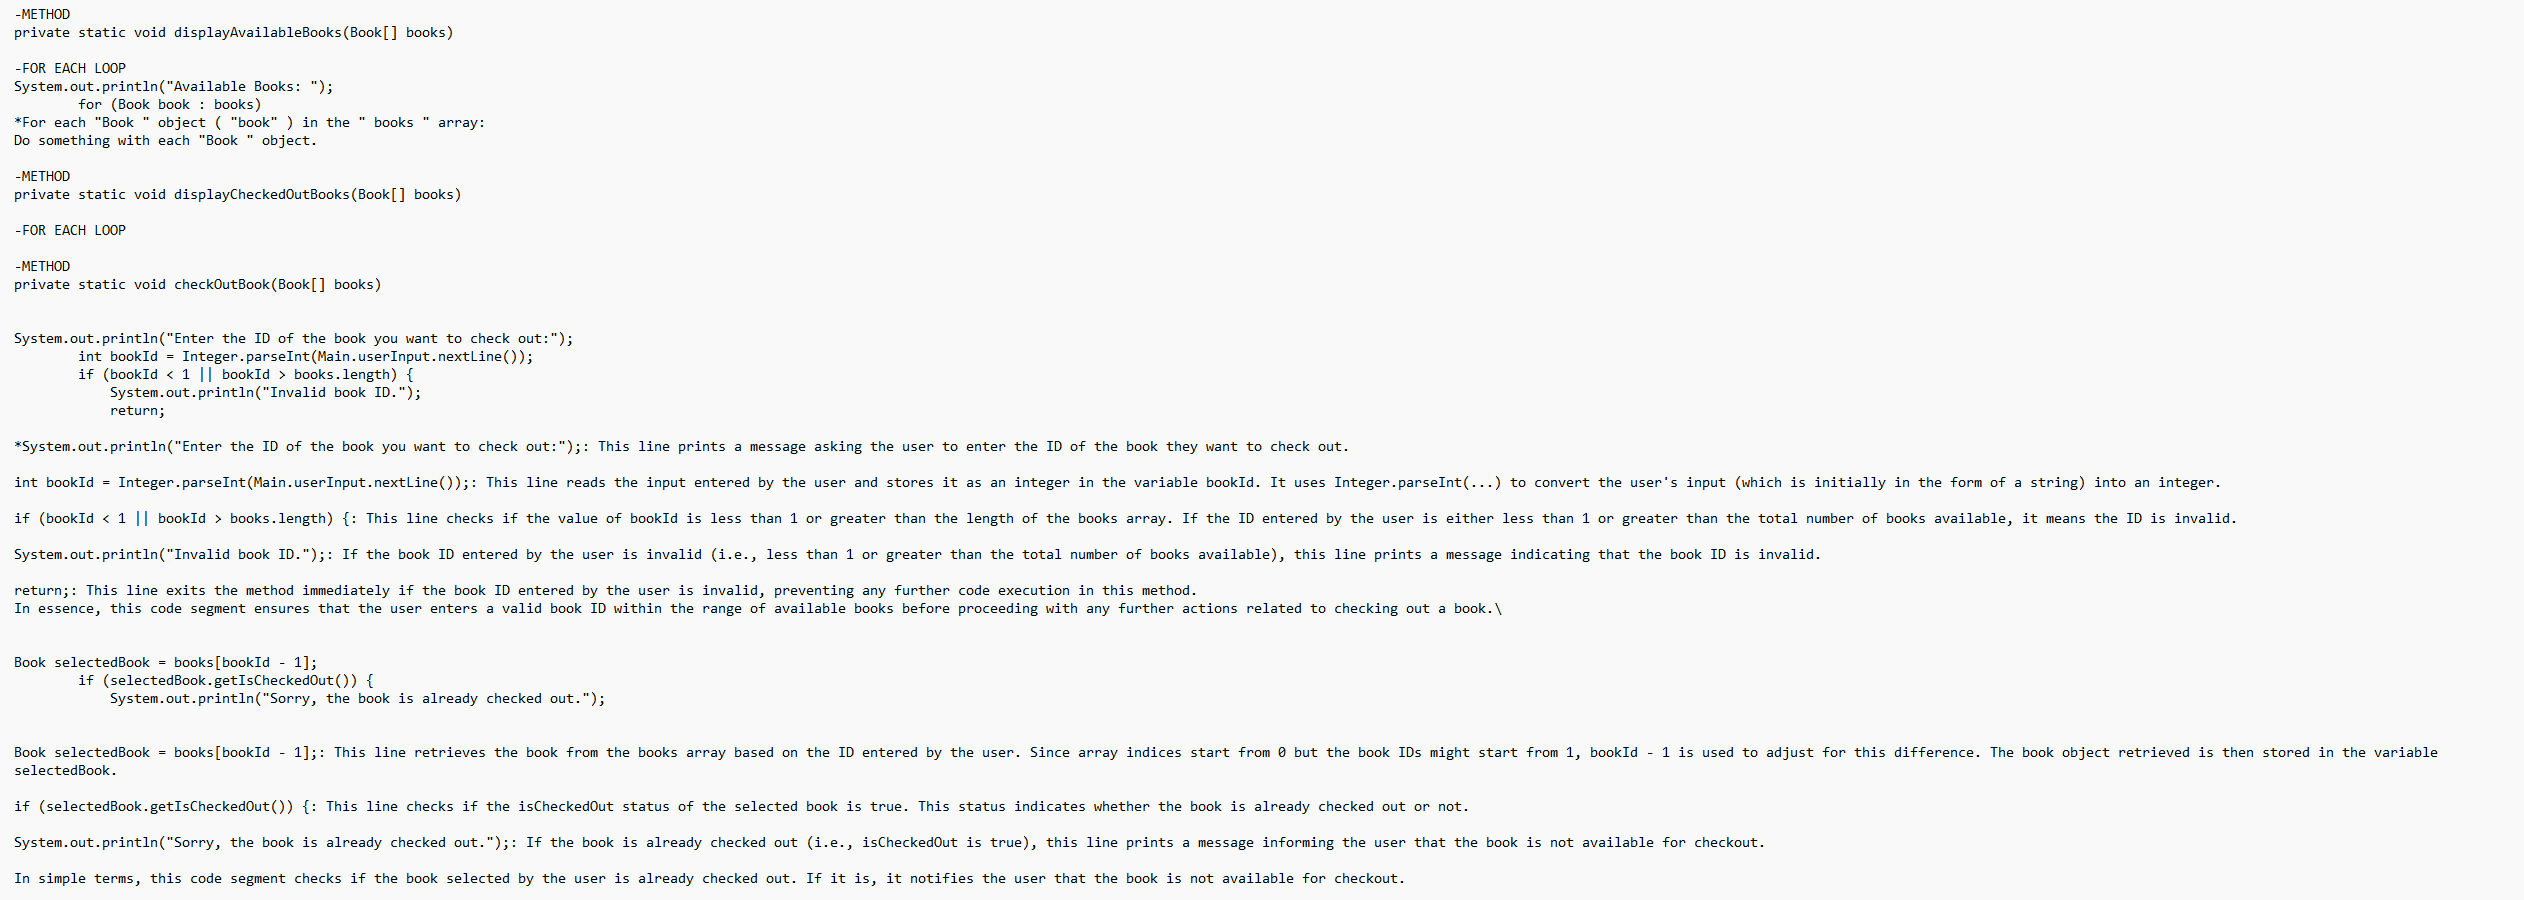 -METHOD
private static void displayAvailableBooks(Book[] books)
-FOR EACH LOOP
System.out.println("Available Books: ");
for (Book book : books)
*For each "Book " object ( "book" ) in the " books " array:
Do something with each "Book " object.
-METHOD
private static void displayCheckedOutBooks(Book[] books)
-FOR EACH LOOP
-METHOD
private static void checkOutBook(Book[] books)
System.out.println("Enter the ID of the book you want to check out:");
int bookId = Integer.parseInt(Main.userInput.nextLine());
if (bookId < 1 || bookId > books.length) {
System.out.println("Invalid book ID.");
return;
*System.out.println("Enter the ID of the book you want to check out:");: This line prints a message asking the user to enter the ID of the book they want to check out.
int bookId = Integer.parseInt(Main.userInput.nextLine());: This line reads the input entered by the user and stores it as an integer in the variable bookId. It uses Integer.parseInt(...) to convert the user's input (which is initially in the form of a string) into an integer.
if (bookId < 1 || bookId > books.length) {: This line checks if the value of bookId is less than 1 or greater than the length of the books array. If the ID entered by the user is either less than 1 or greater than the total number of books available, it means the ID is invalid.
System.out.println("Invalid book ID.");: If the book ID entered by the user is invalid (i.e., less than 1 or greater than the total number of books available), this line prints a message indicating that the book ID is invalid.
return;: This line exits the method immediately if the book ID entered by the user is invalid, preventing any further code execution in this method.
In essence, this code segment ensures that the user enters a valid book ID within the range of available books before proceeding with any further actions related to checking out a book.\
Book selectedBook = books[bookId - 1];
if (selectedBook.getIsCheckedOut()) {
System.out.println("Sorry, the book is already checked out.");
Book selectedBook = books[bookId - 1];: This line retrieves the book from the books array based on the ID entered by the user. Since array indices start from 0 but the book IDs might start from 1, bookId - 1 is used to adjust for this difference. The book object retrieved is then stored in the variable
selectedBook.
if (selectedBook.getIsCheckedOut()) {: This line checks if the isCheckedOut status of the selected book is true. This status indicates whether the book is already checked out or not.
System.out.println("Sorry, the book is already checked out.");: If the book is already checked out (i.e., isCheckedOut is true), this line prints a message informing the user that the book is not available for checkout.
In simple terms, this code segment checks if the book selected by the user is already checked out. If it is, it notifies the user that the book is not available for checkout.